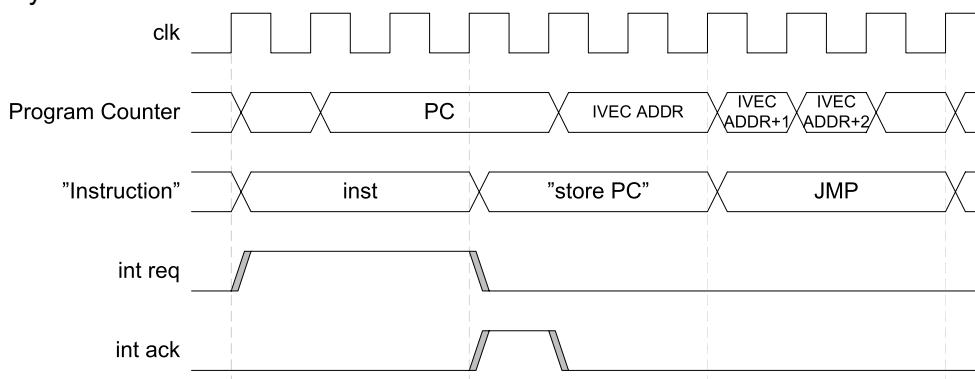 clk
Program Counter
PC
IVEC ADDR
IVEC
ADDR+1
IVEC
ADDR+2
”Instruction”
inst
”store PC”
JMP
int req
int ack